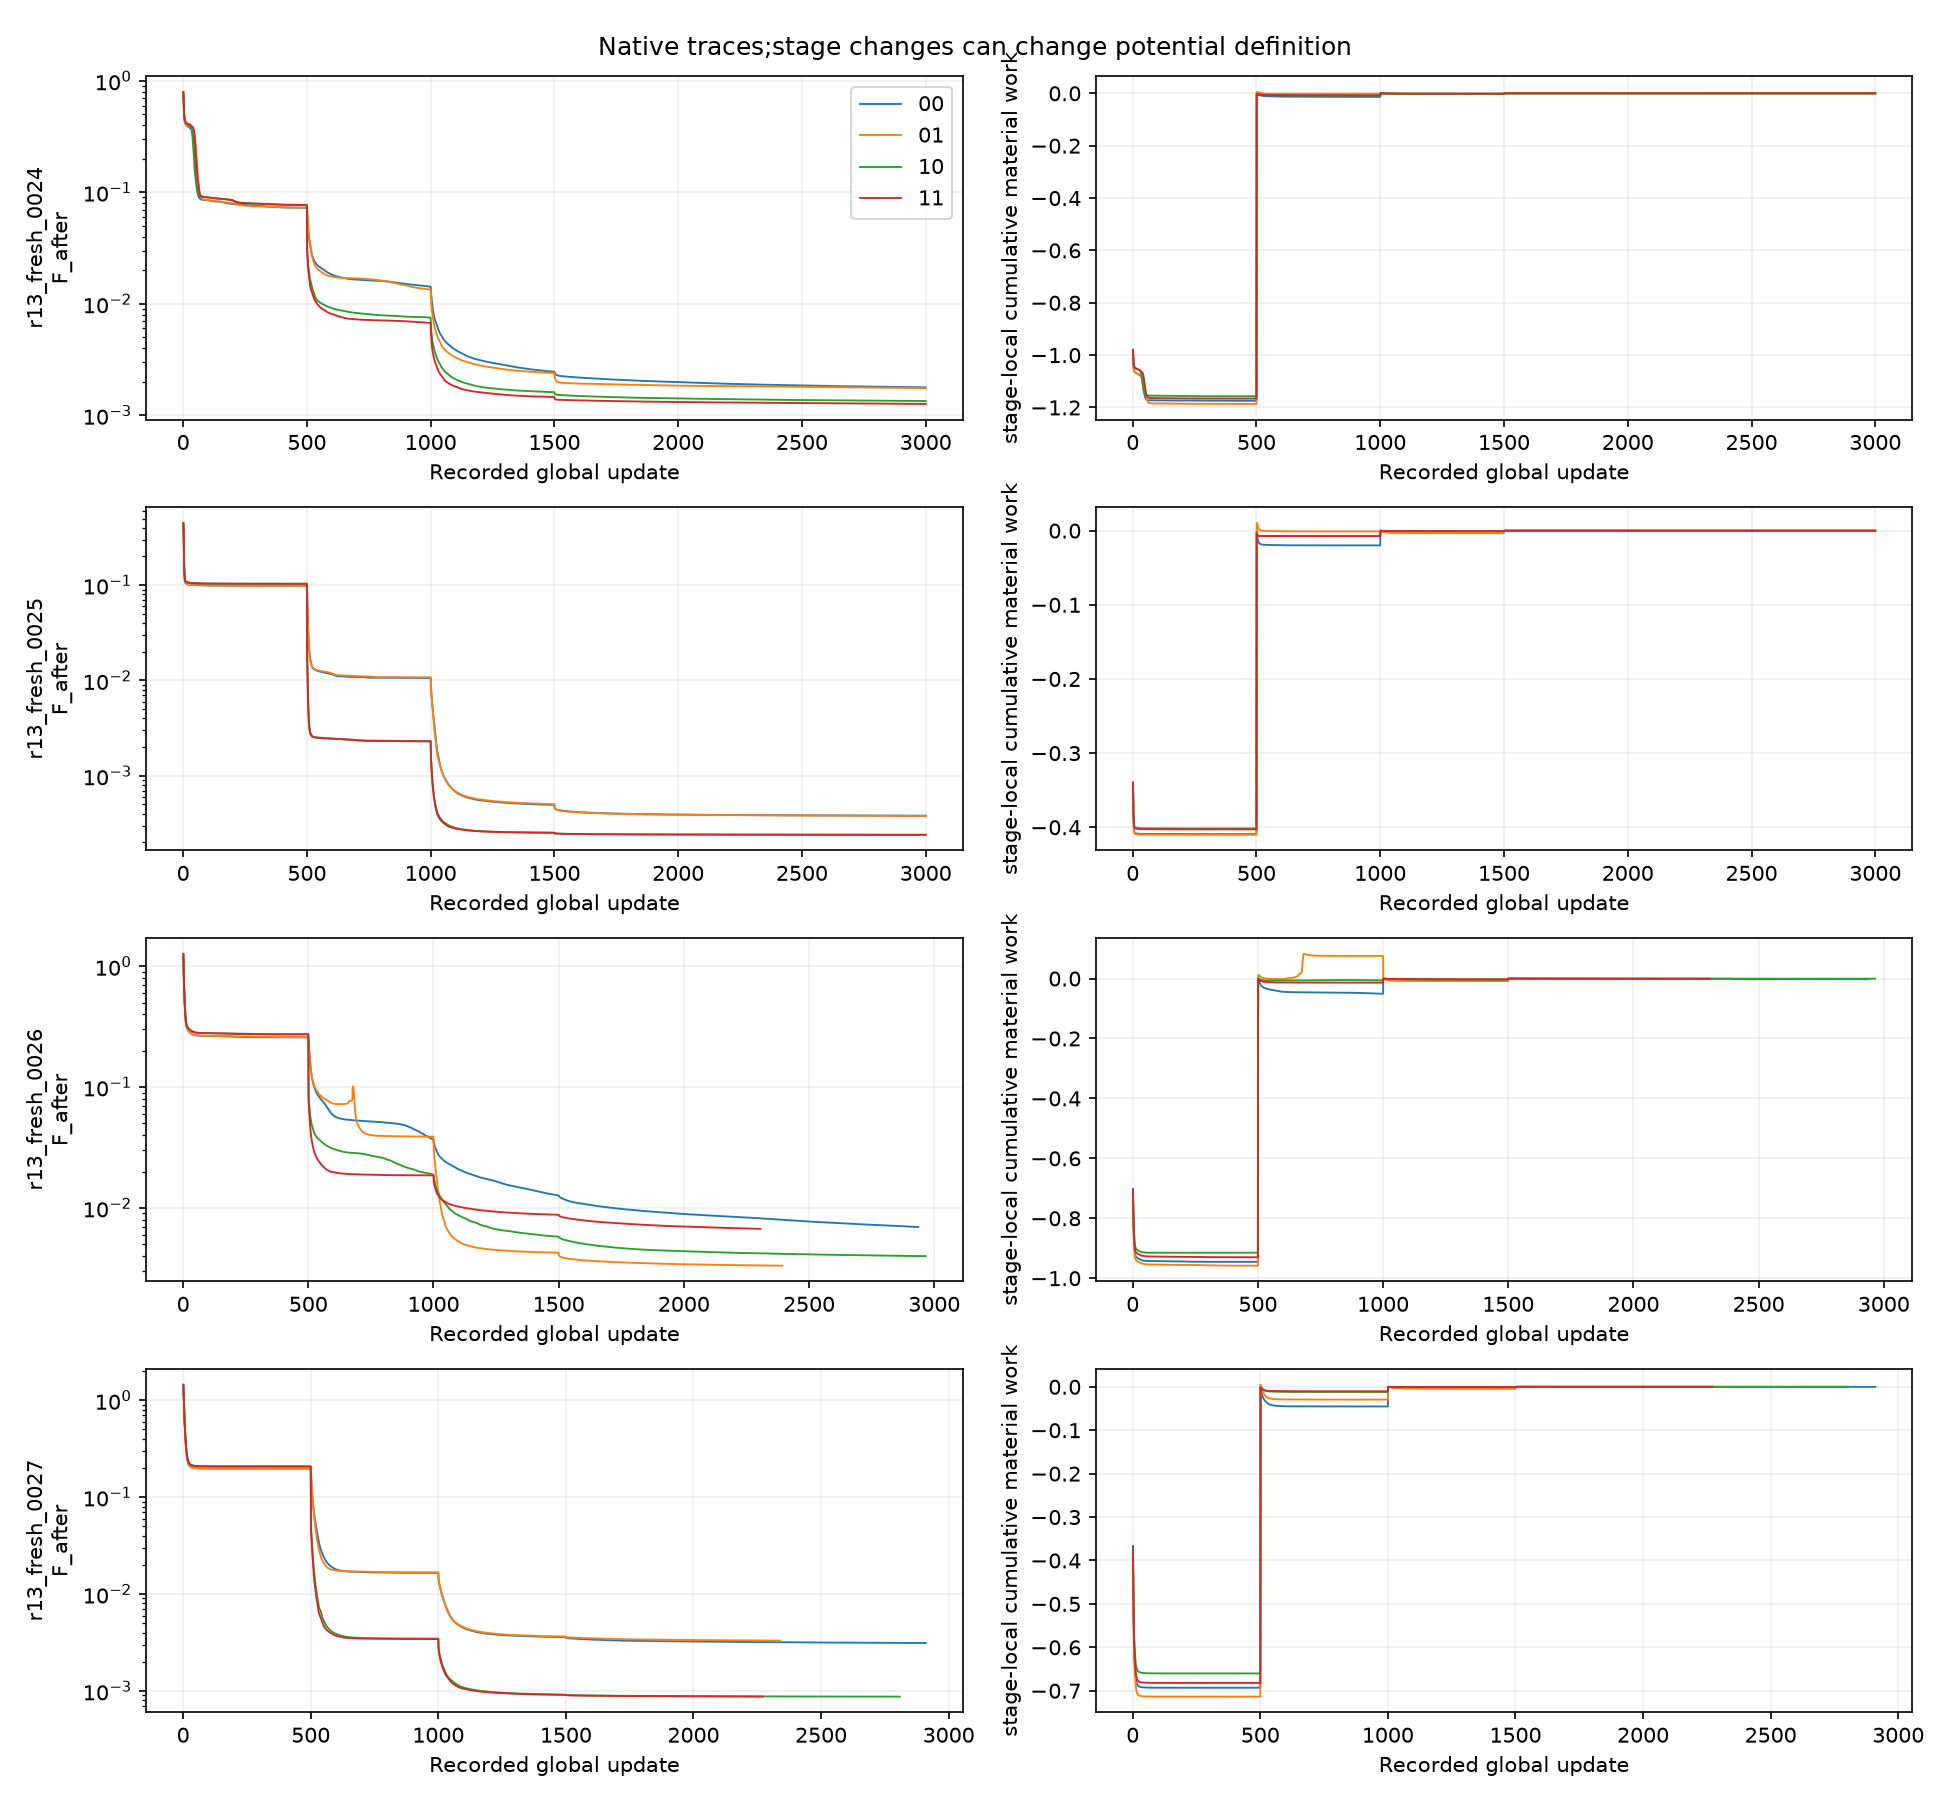 Native traces;stage changes can change potential definition
r13_fresh_0024
F_after
10⁰
10⁻¹
10⁻²
10⁻³
00
01
10
11
0 500 1000 1500 2000 2500 3000
Recorded global update
stage-local cumulative material work
0.0
−0.2
−0.4
−0.6
−0.8
−1.0
−1.2
0 500 1000 1500 2000 2500 3000
Recorded global update
r13_fresh_0025
F_after
10⁻¹
10⁻²
10⁻³
0 500 1000 1500 2000 2500 3000
Recorded global update
stage-local cumulative material work
0.0
−0.1
−0.2
−0.3
−0.4
0 500 1000 1500 2000 2500 3000
Recorded global update
r13_fresh_0026
F_after
10⁰
10⁻¹
10⁻²
0 500 1000 1500 2000 2500 3000
Recorded global update
stage-local cumulative material work
0.0
−0.2
−0.4
−0.6
−0.8
−1.0
0 500 1000 1500 2000 2500 3000
Recorded global update
r13_fresh_0027
F_after
10⁰
10⁻¹
10⁻²
10⁻³
0 500 1000 1500 2000 2500 3000
Recorded global update
stage-local cumulative material work
0.0
−0.1
−0.2
−0.3
−0.4
−0.5
−0.6
−0.7
0 500 1000 1500 2000 2500 3000
Recorded global update